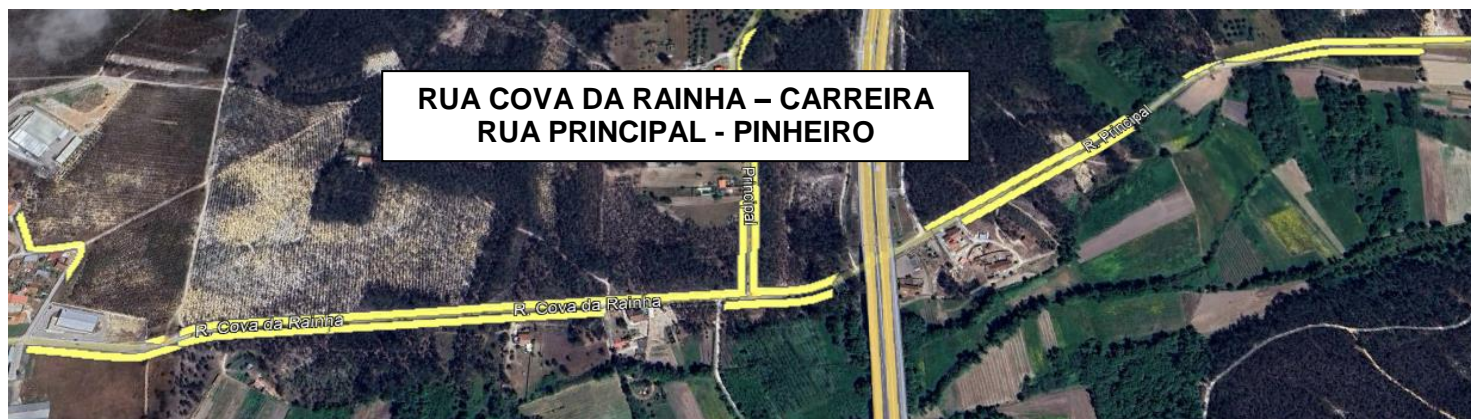 RUA COVA DA RAINHA – CARREIRA
RUA PRINCIPAL - PINHEIRO
R. Principal
Principal
R. Cova da Rainha
R. Cova da Rainha